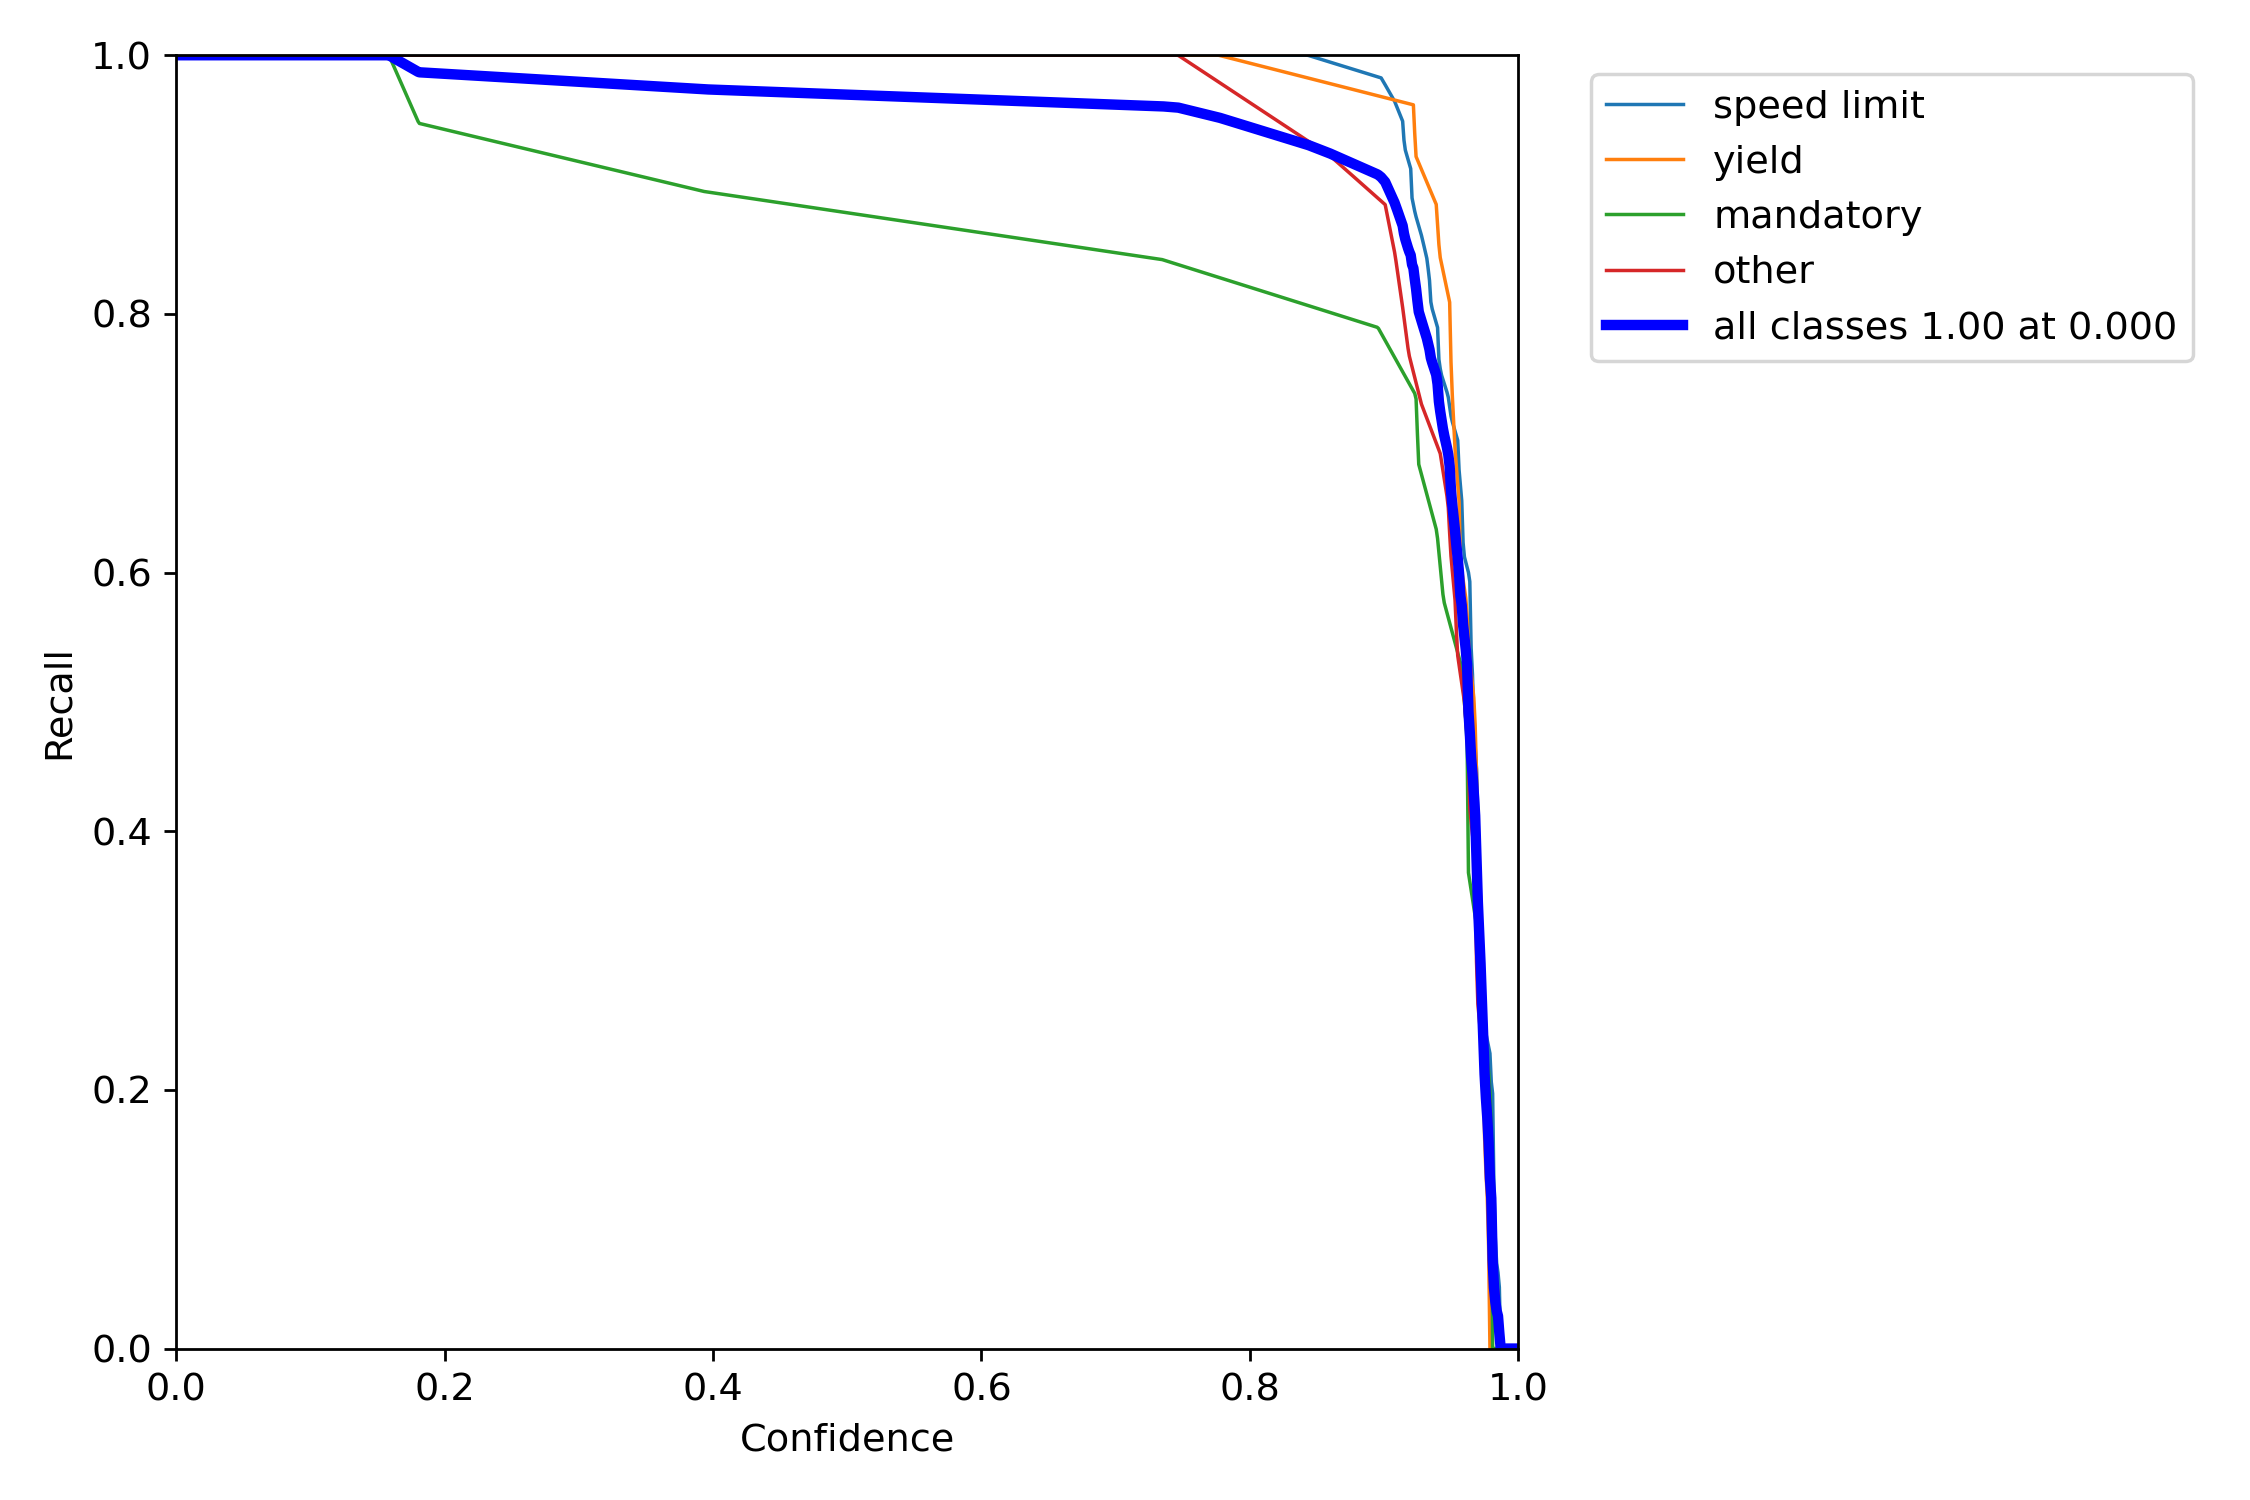 1.0
0.8
0.6
0.4
0.2
0.0
Recall
0.0 0.2 0.4 0.6 0.8 1.0
Confidence
speed limit
yield
mandatory
other
all classes 1.00 at 0.000